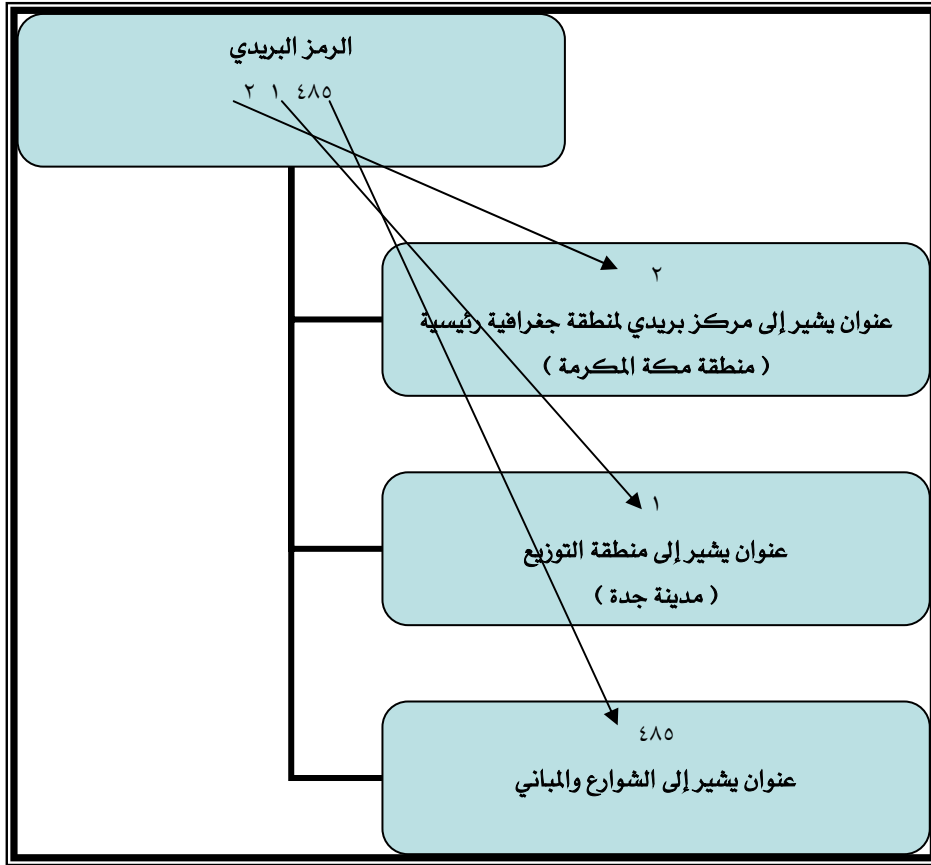 الرمز البريدي
٢ ١ ٤٨٥
٢
عنوان يشير إلى مركز بريدي لمنطقة جغرافية رئيسية
( منطقة مكة المكرمة )
١
عنوان يشير إلى منطقة التوزيع
( مدينة جدة )
٤٨٥
عنوان يشير إلى الشوارع والمباني